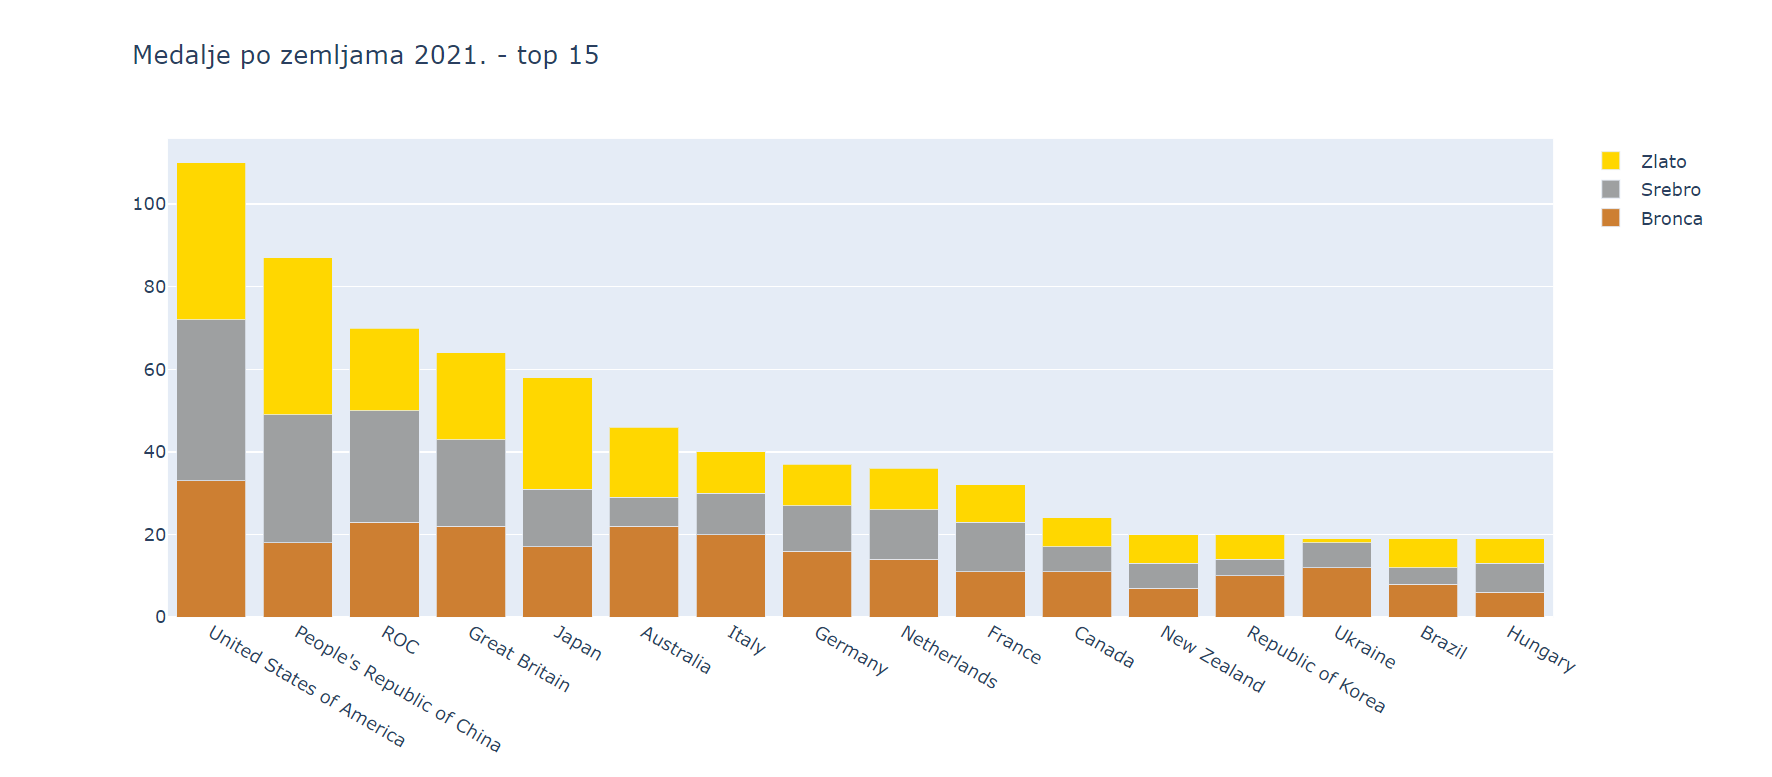 Medalje po zemljama 2021. - top 15
Zlato
Srebro
Bronca
100
80
60
40
20
0
United States of America
People's Republic of China
ROC
Great Britain
Japan
Australia
Italy
Germany
Netherlands
France
Canada
New Zealand
Republic of Korea
Ukraine
Brazil
Hungary